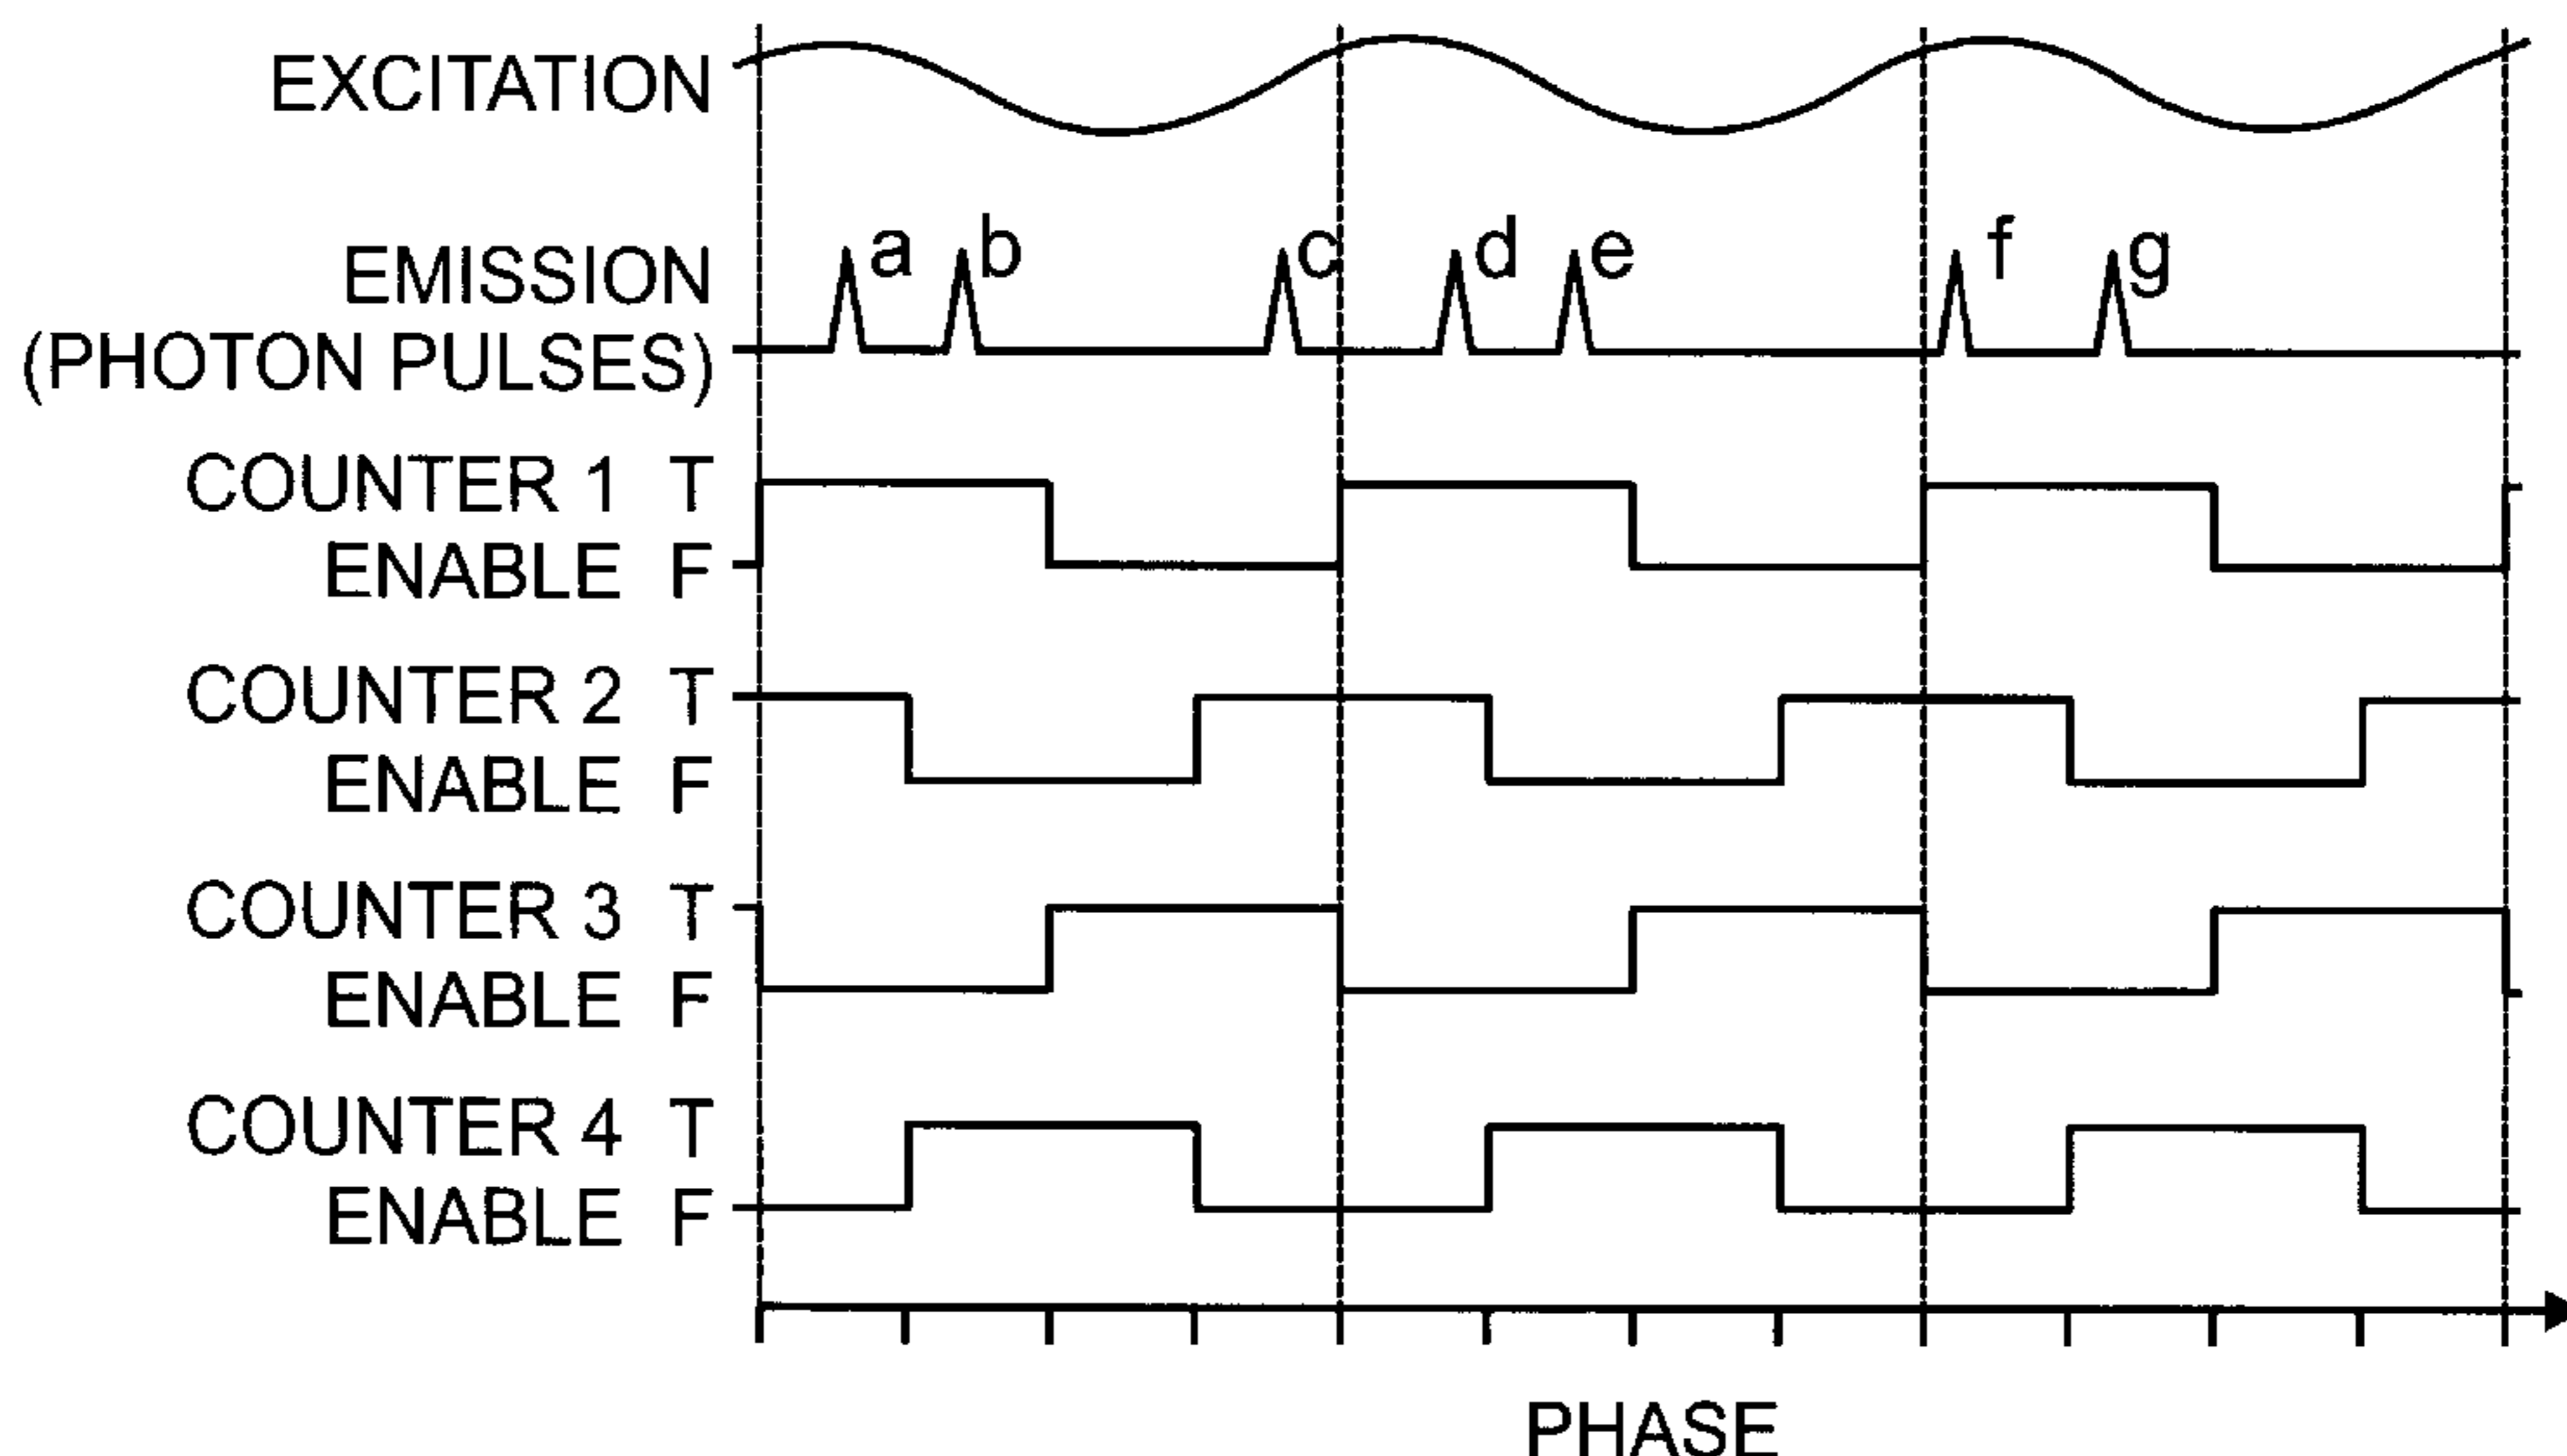 EXCITATION
a b c d e f g
EMISSION
(PHOTON PULSES)
COUNTER 1 T
ENABLE F
COUNTER 2 T
ENABLE F
COUNTER 3 T
ENABLE F
COUNTER 4 T
ENABLE F
PHASE